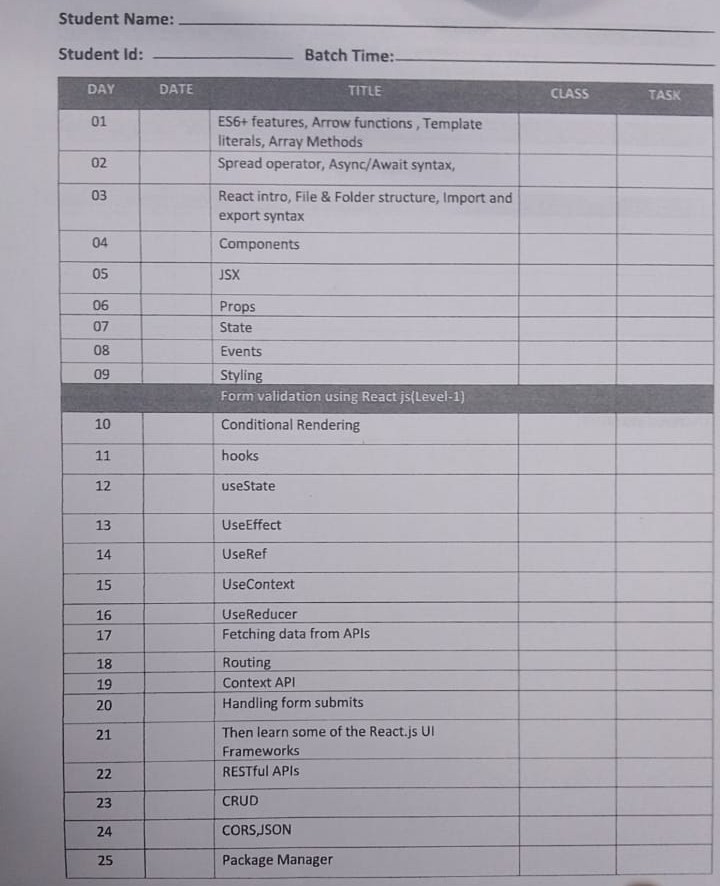 Student Name:
Student Id: Batch Time:
DAY DATE TITLE CLASS TASK
01 ES6+ features, Arrow functions , Template
literals, Array Methods
02 Spread operator, Async/Await syntax,
03 React intro, File & Folder structure, Import and
export syntax
04 Components
05 JSX
06 Props
07 State
08 Events
09 Styling
Form validation using React js(Level-1)
10 Conditional Rendering
11 hooks
12 useState
13 UseEffect
14 UseRef
15 UseContext
16 UseReducer
17 Fetching data from APIs
18 Routing
19 Context API
20 Handling form submits
21 Then learn some of the React.js UI
Frameworks
22 RESTful APIs
23 CRUD
24 CORS,JSON
25 Package Manager